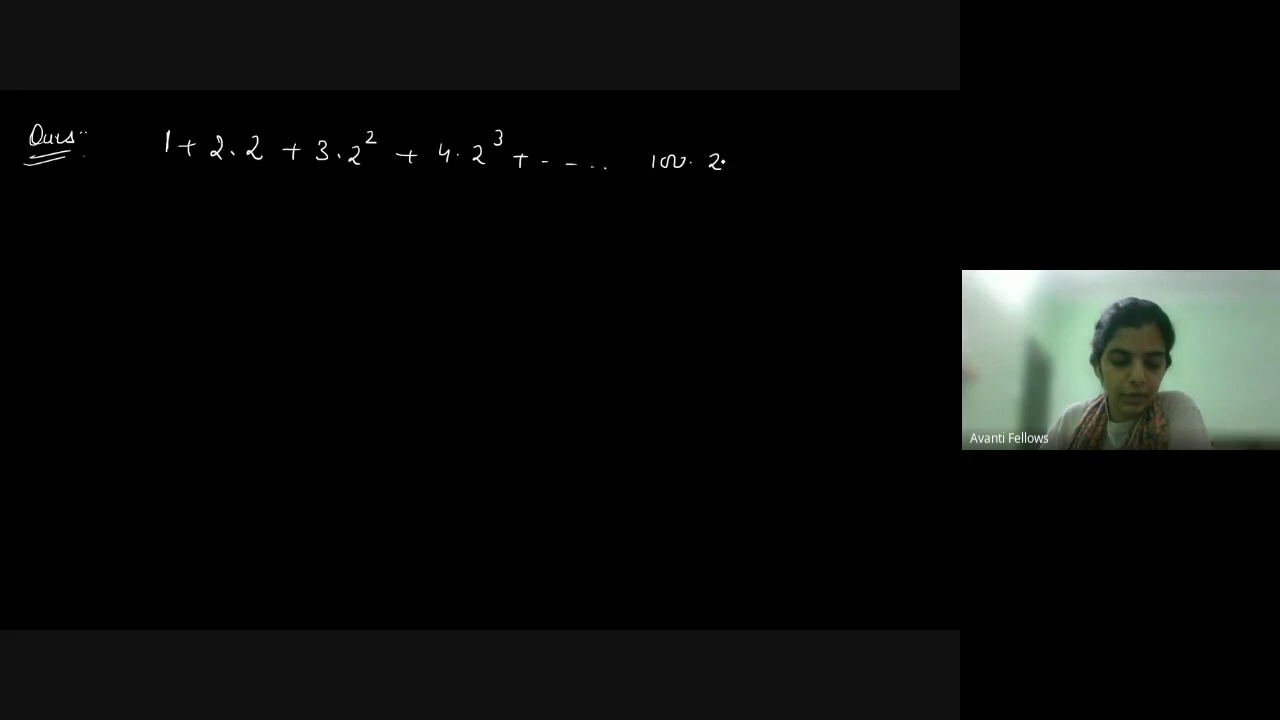 Ques:
1 + 2.2 + 3.2² + 4.2³ + - - - .. 100. 2.
Avanti Fellows